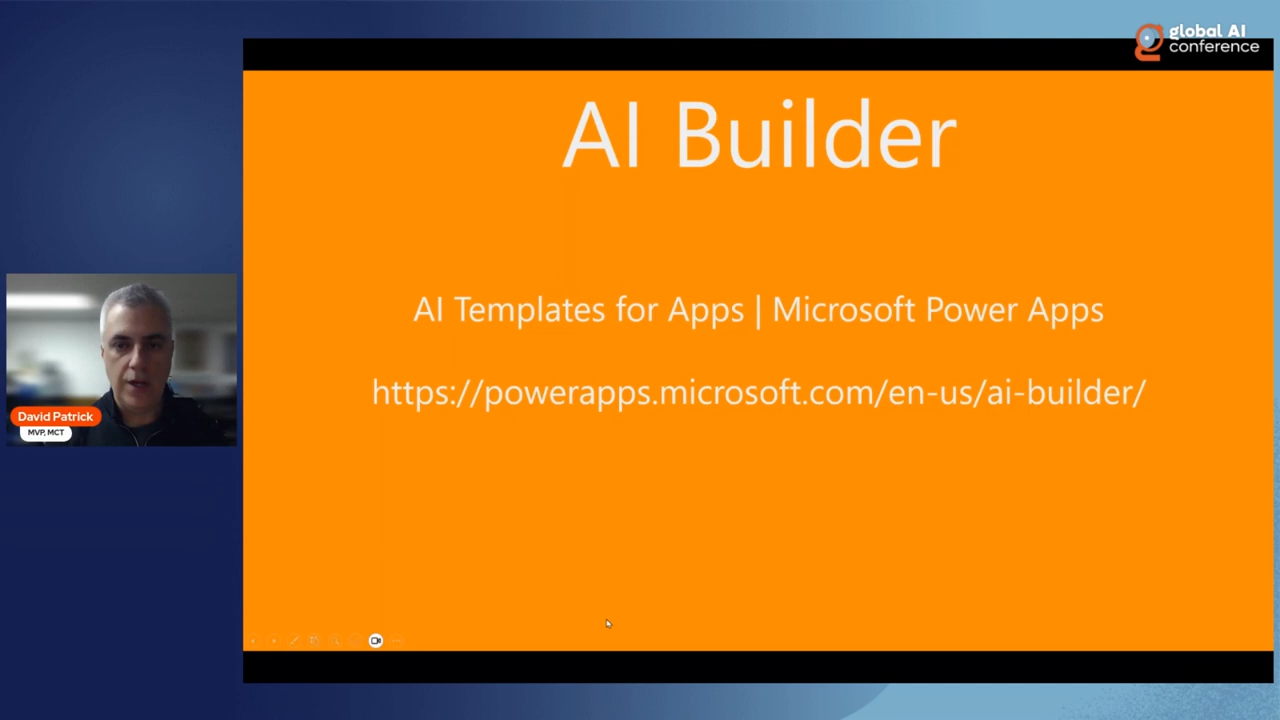 global AI
conference
AI Builder
AI Templates for Apps | Microsoft Power Apps
https://powerapps.microsoft.com/en-us/ai-builder/
David Patrick
MVP, MCT